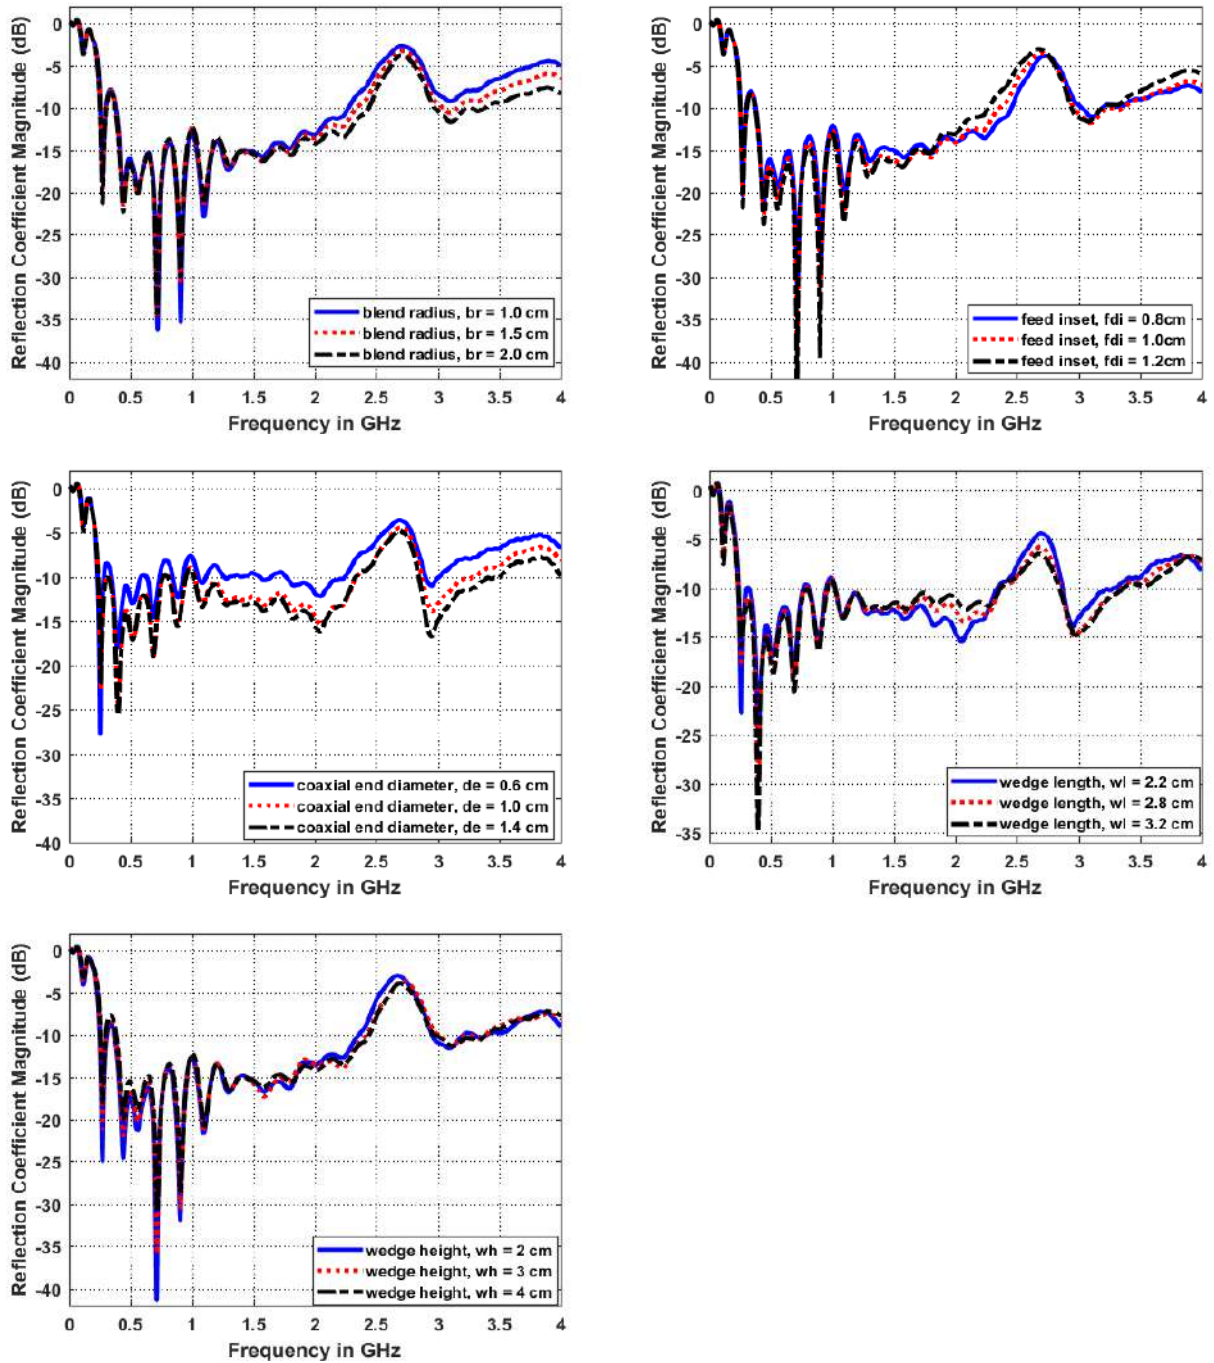 Reflection Coefficient Magnitude (dB)
0
-5
-10
-15
-20
-25
-30
-35
-40
blend radius, br = 1.0 cm
blend radius, br = 1.5 cm
blend radius, br = 2.0 cm
0 0.5 1 1.5 2 2.5 3 3.5 4
Frequency in GHz
Reflection Coefficient Magnitude (dB)
0
-5
-10
-15
-20
-25
-30
-35
-40
feed inset, fdi = 0.8cm
feed inset, fdi = 1.0cm
feed inset, fdi = 1.2cm
0 0.5 1 1.5 2 2.5 3 3.5 4
Frequency in GHz
Reflection Coefficient Magnitude (dB)
0
-5
-10
-15
-20
-25
-30
-35
-40
coaxial end diameter, de = 0.6 cm
coaxial end diameter, de = 1.0 cm
coaxial end diameter, de = 1.4 cm
0 0.5 1 1.5 2 2.5 3 3.5 4
Frequency in GHz
Reflection Coefficient Magnitude (dB)
0
-5
-10
-15
-20
-25
-30
-35
wedge length, wl = 2.2 cm
wedge length, wl = 2.8 cm
wedge length, wl = 3.2 cm
0 0.5 1 1.5 2 2.5 3 3.5 4
Frequency in GHz
Reflection Coefficient Magnitude (dB)
0
-5
-10
-15
-20
-25
-30
-35
-40
wedge height, wh = 2 cm
wedge height, wh = 3 cm
wedge height, wh = 4 cm
0 0.5 1 1.5 2 2.5 3 3.5 4
Frequency in GHz